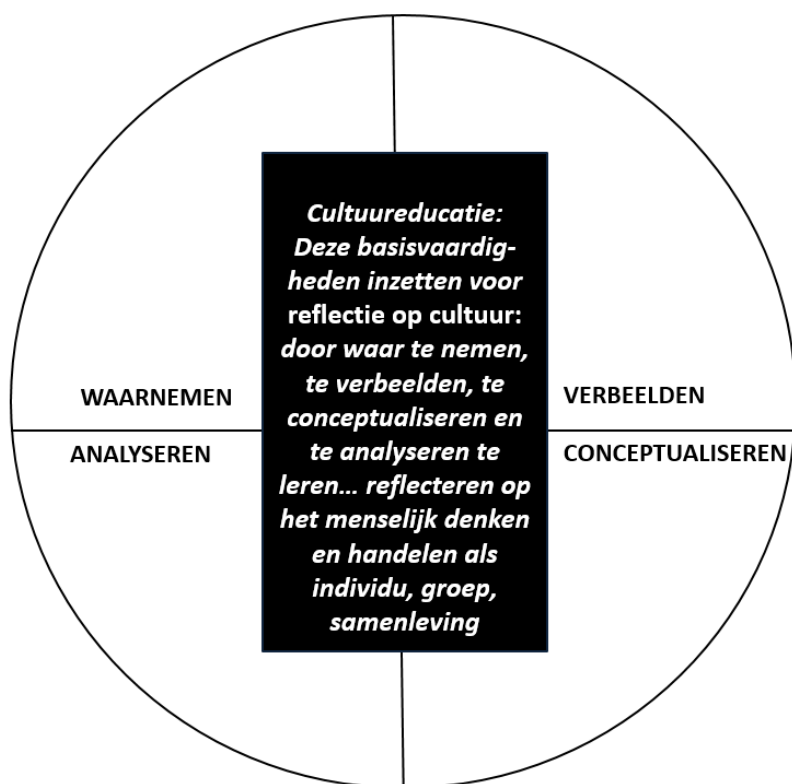 Cultuureducatie:
Deze basisvaardig-
heden inzetten voor
reflectie op cultuur:
door waar te nemen,
te verbeelden, te
conceptualiseren en
te analyseren te
leren... reflecteren op
het menselijk denken
en handelen als
individu, groep,
samenleving
WAARNEMEN
VERBEELDEN
ANALYSEREN
CONCEPTUALISEREN